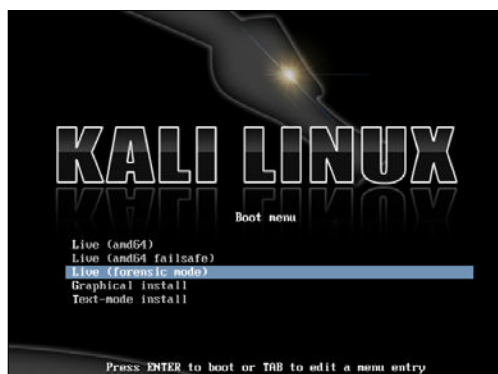 KALI LINUX
Boot menu
Live (amd64)
Live (amd64 failsafe)
Live (forensic mode)
Graphical install
Text-mode install
Press ENTER to boot or TAB to edit a menu entry